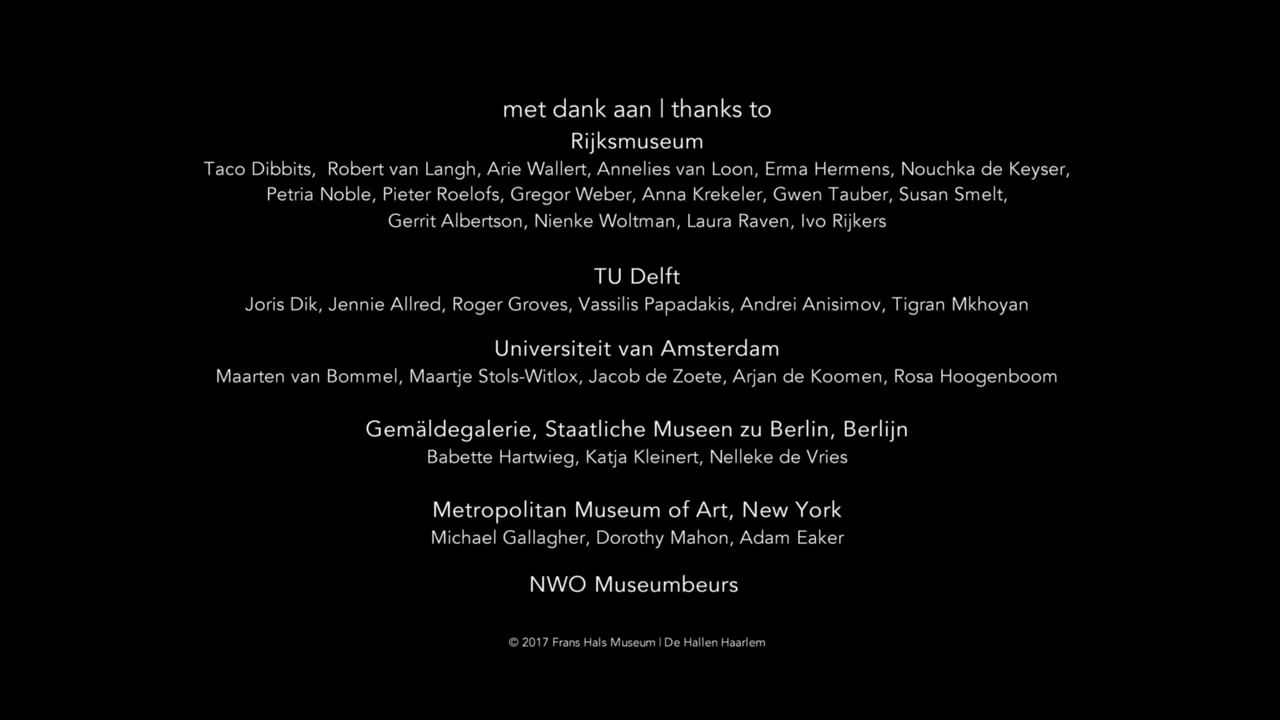 met dank aan | thanks to
Rijksmuseum
Taco Dibbits, Robert van Langh, Arie Wallert, Annelies van Loon, Erma Hermens, Nouchka de Keyser,
Petria Noble, Pieter Roelofs, Gregor Weber, Anna Krekeler, Gwen Tauber, Susan Smelt,
Gerrit Albertson, Nienke Woltman, Laura Raven, Ivo Rijkers
TU Delft
Joris Dik, Jennie Allred, Roger Groves, Vassilis Papadakis, Andrei Anisimov, Tigran Mkhoyan
Universiteit van Amsterdam
Maarten van Bommel, Maartje Stols-Witlox, Jacob de Zoete, Arjan de Koomen, Rosa Hoogenboom
Gemäldegalerie, Staatliche Museen zu Berlin, Berlijn
Babette Hartwieg, Katja Kleinert, Nelleke de Vries
Metropolitan Museum of Art, New York
Michael Gallagher, Dorothy Mahon, Adam Eaker
NWO Museumbeurs
© 2017 Frans Hals Museum | De Hallen Haarlem